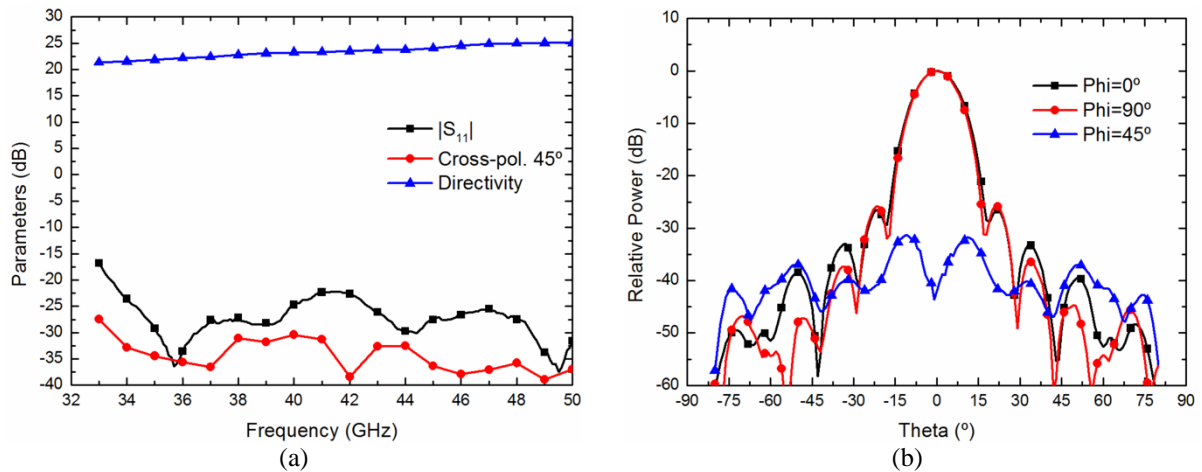 30
25
20
15
10
5
0
-5
-10
-15
-20
-25
-30
-35
-40
Parameters (dB)
|S11|
Cross-pol. 45º
Directivity
32 34 36 38 40 42 44 46 48 50
Frequency (GHz)
(a)
10
0
-10
-20
-30
-40
-50
-60
Relative Power (dB)
Phi=0º
Phi=90º
Phi=45º
-90 -75 -60 -45 -30 -15 0 15 30 45 60 75 90
Theta (º)
(b)